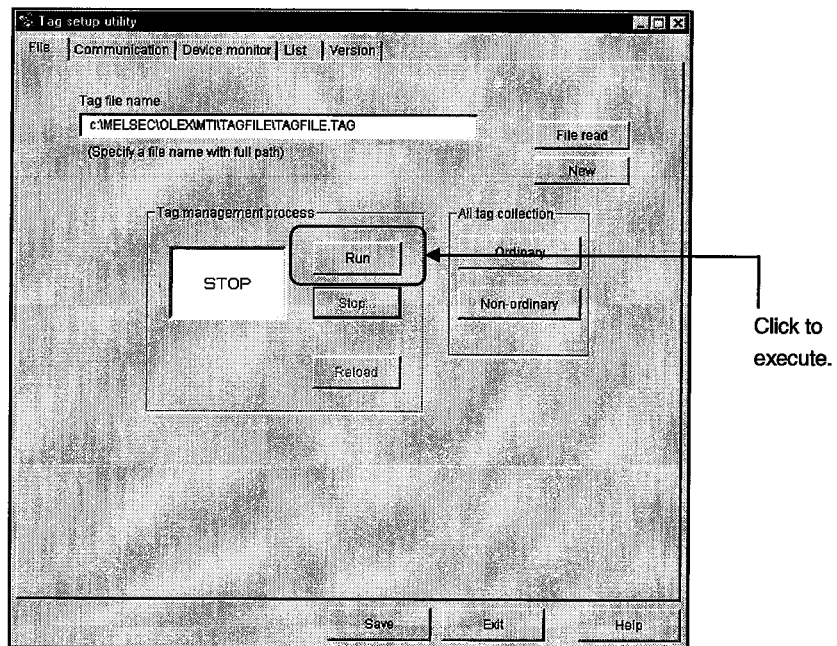 Tag setup utility
File Communication Device monitor List Version
Tag file name
c:\MELSEC\OLEX\MTI\TAGFILE\TAGFILE.TAG
(Specify a file name with full path)
File read
New
Tag management process
All tag collection
STOP
Run
Stop
Reload
Ordinary
Non-ordinary
Click to
execute.
Save
Exit
Help